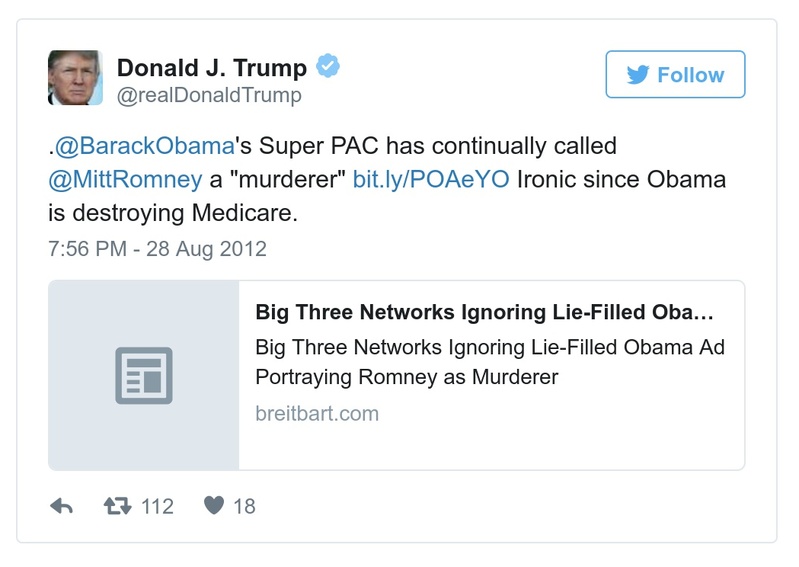 Donald J. Trump
@realDonaldTrump
Follow
.@BarackObama's Super PAC has continually called
@MittRomney a "murderer" bit.ly/POAeYO Ironic since Obama
is destroying Medicare.
7:56 PM - 28 Aug 2012
Big Three Networks Ignoring Lie-Filled Oba...
Big Three Networks Ignoring Lie-Filled Obama Ad
Portraying Romney as Murderer
breitbart.com
112 18